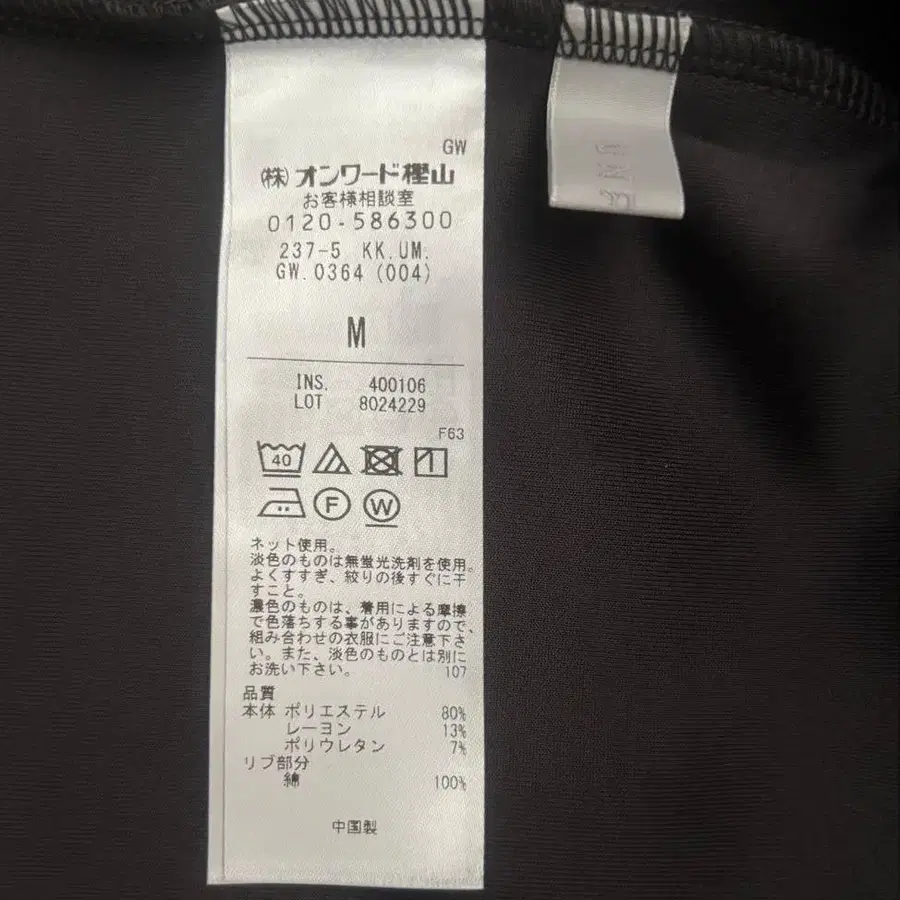 GW
(株)オンワード樫山
お客様相談室
0120-586300
237-5 KK.UM.
GW.0364 (004)
M
INS. 400106
LOT 8024229
F63
40
F
W
ネット使用。
淡色のものは無蛍光洗剤を使用。
よくすすぎ、絞りの後すぐに干
すこと。
濃色のものは、着用による摩擦
で色落ちする事がありますので、
組み合わせの衣服にご注意下さ
い。また、淡色のものとは別に
お洗い下さい。 107
品質
本体 ポリエステル 80%
レーヨン 13%
ポリウレタン 7%
リブ部分
綿 100%
中国製